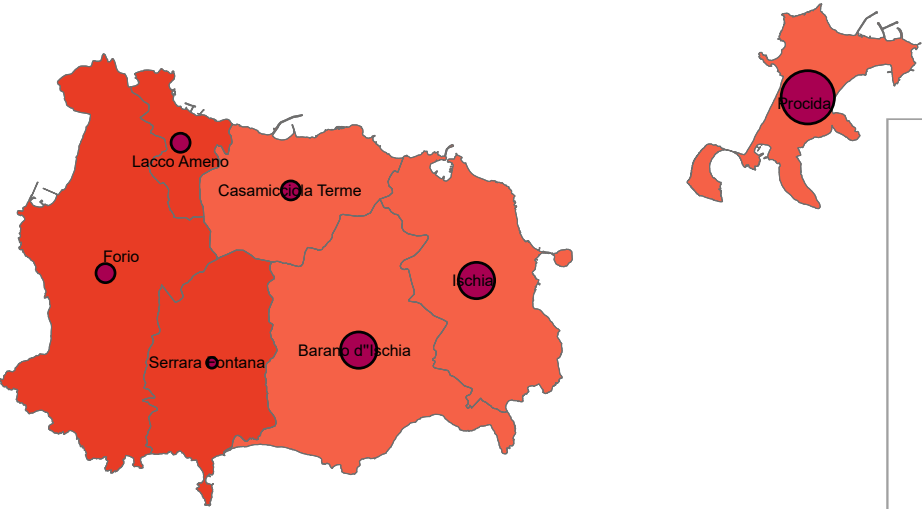 Procida
Lacco Ameno
Casamicciola Terme
Forio
Ischia
Barano d"Ischia
Serrara Fontana